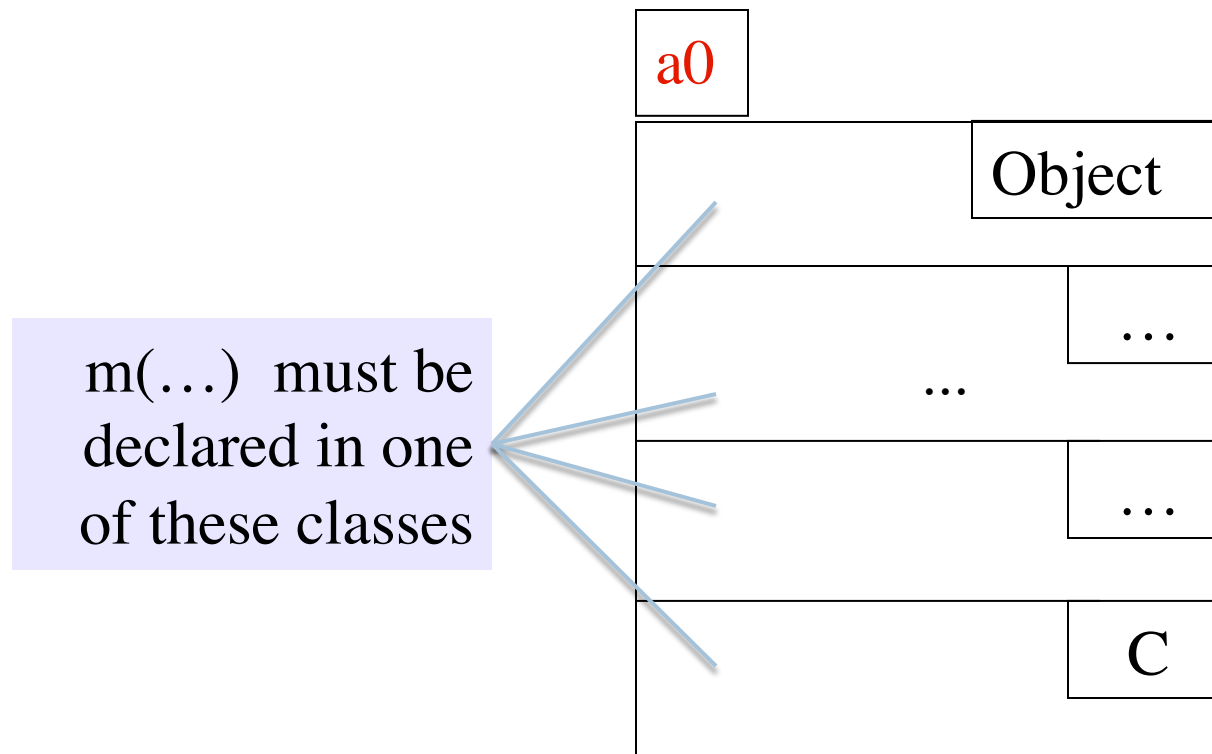 a0
Object
…
...
m(…) must be
declared in one
of these classes
…
C